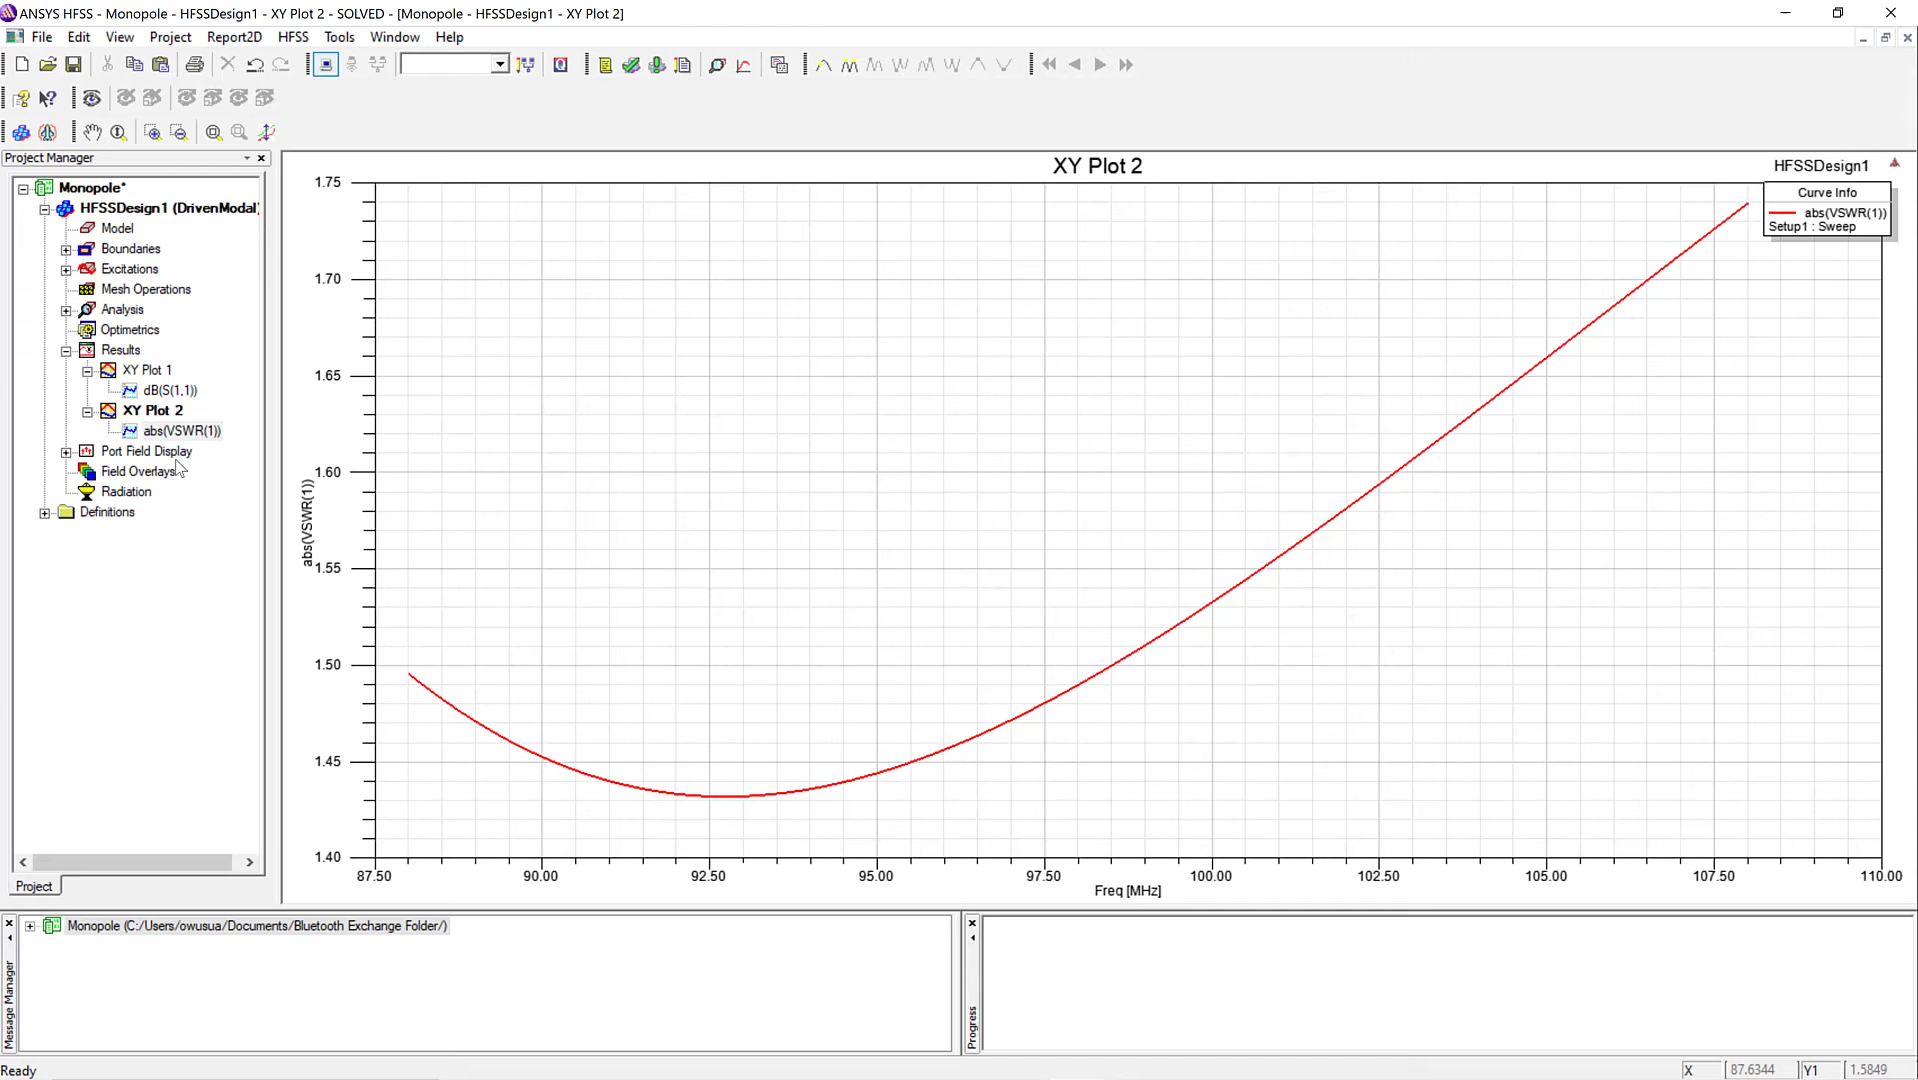 ANSYS HFSS - Monopole - HFSSDesign1 - XY Plot 2 - SOLVED - [Monopole - HFSSDesign1 - XY Plot 2]
File Edit View Project Report2D HFSS Tools Window Help
Project Manager
Monopole*
HFSSDesign1 (DrivenModal)
Model
Boundaries
Excitations
Mesh Operations
Analysis
Optimetrics
Results
XY Plot 1
dB(S(1,1))
XY Plot 2
abs(VSWR(1))
Port Field Display
Field Overlays
Radiation
Definitions
Project
XY Plot 2
HFSSDesign1
Curve Info
abs(VSWR(1))
Setup1 : Sweep
1.75
1.70
1.65
1.60
1.55
1.50
1.45
1.40
abs(VSWR(1))
87.50 90.00 92.50 95.00 97.50 100.00 102.50 105.00 107.50 110.00
Freq [MHz]
Message Manager
Monopole (C:/Users/owusua/Documents/Bluetooth Exchange Folder/)
Progress
Ready
X 87.6344 Y1 1.5849